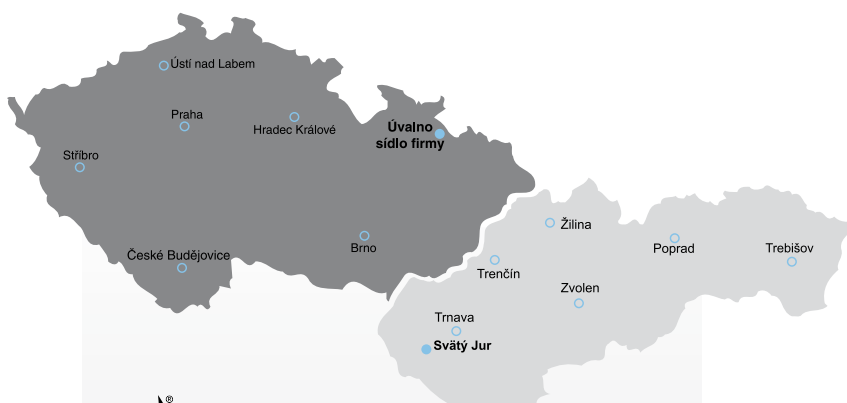 Ústí nad Labem
Praha
Hradec Králové
Úvalno
sídlo firmy
Stříbro
Brno
České Budějovice
Žilina
Poprad
Trebišov
Trenčín
Zvolen
Trnava
Svätý Jur
®